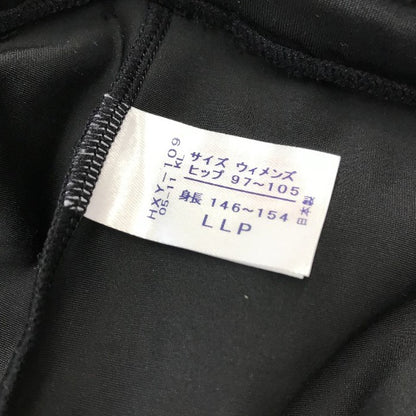 サイズ ウィメンズ
ヒップ 97~105
身長 146~154
LLP
HXY-109
05-11 KL
日本製